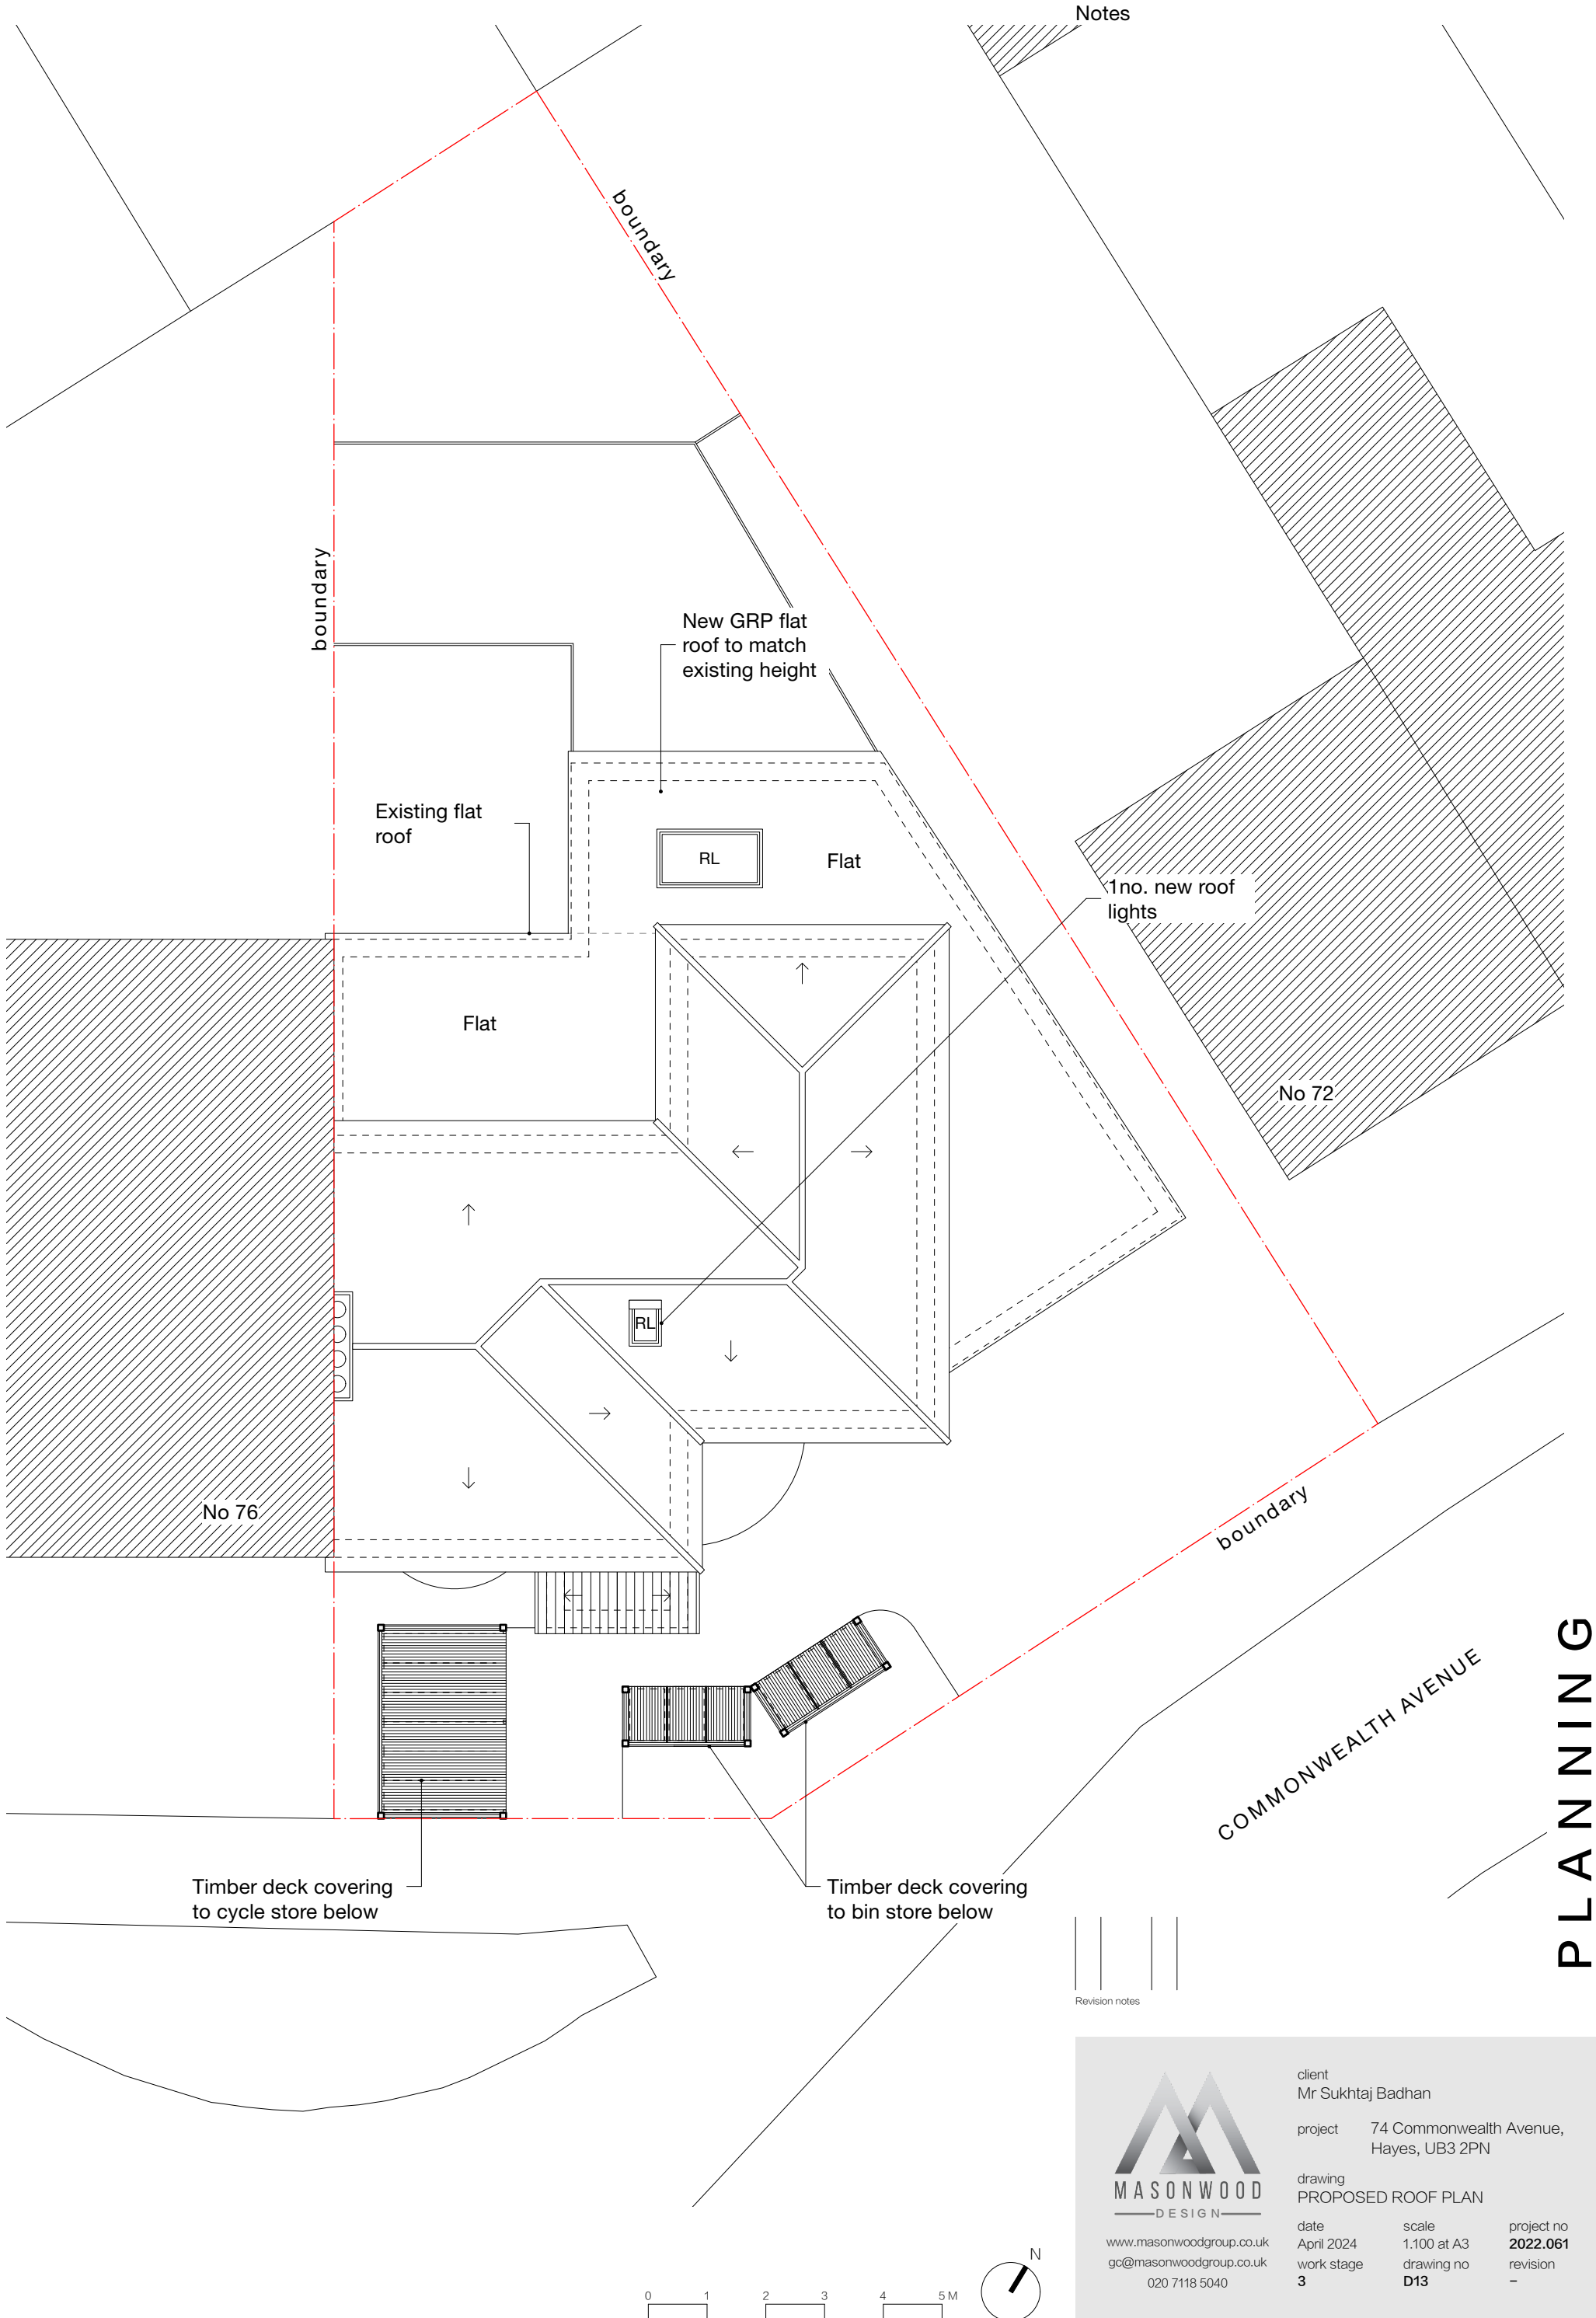 Notes
boundary
boundary
New GRP flat
roof to match
existing height
Existing flat
roof
RL
Flat
1no. new roof
lights
Flat
No 72
RL
No 76
boundary
COMMONWEALTH AVENUE
PLANNING
Timber deck covering
to cycle store below
Timber deck covering
to bin store below
Revision notes
MASONWOOD
DESIGN
www.masonwoodgroup.co.uk
gc@masonwoodgroup.co.uk
020 7118 5040
client
Mr Sukhtaj Badhan
project 74 Commonwealth Avenue,
Hayes, UB3 2PN
drawing
PROPOSED ROOF PLAN
date scale project no
April 2024 1.100 at A3 2022.061
work stage drawing no revision
3 D13 –
N
0 1 2 3 4 5 M